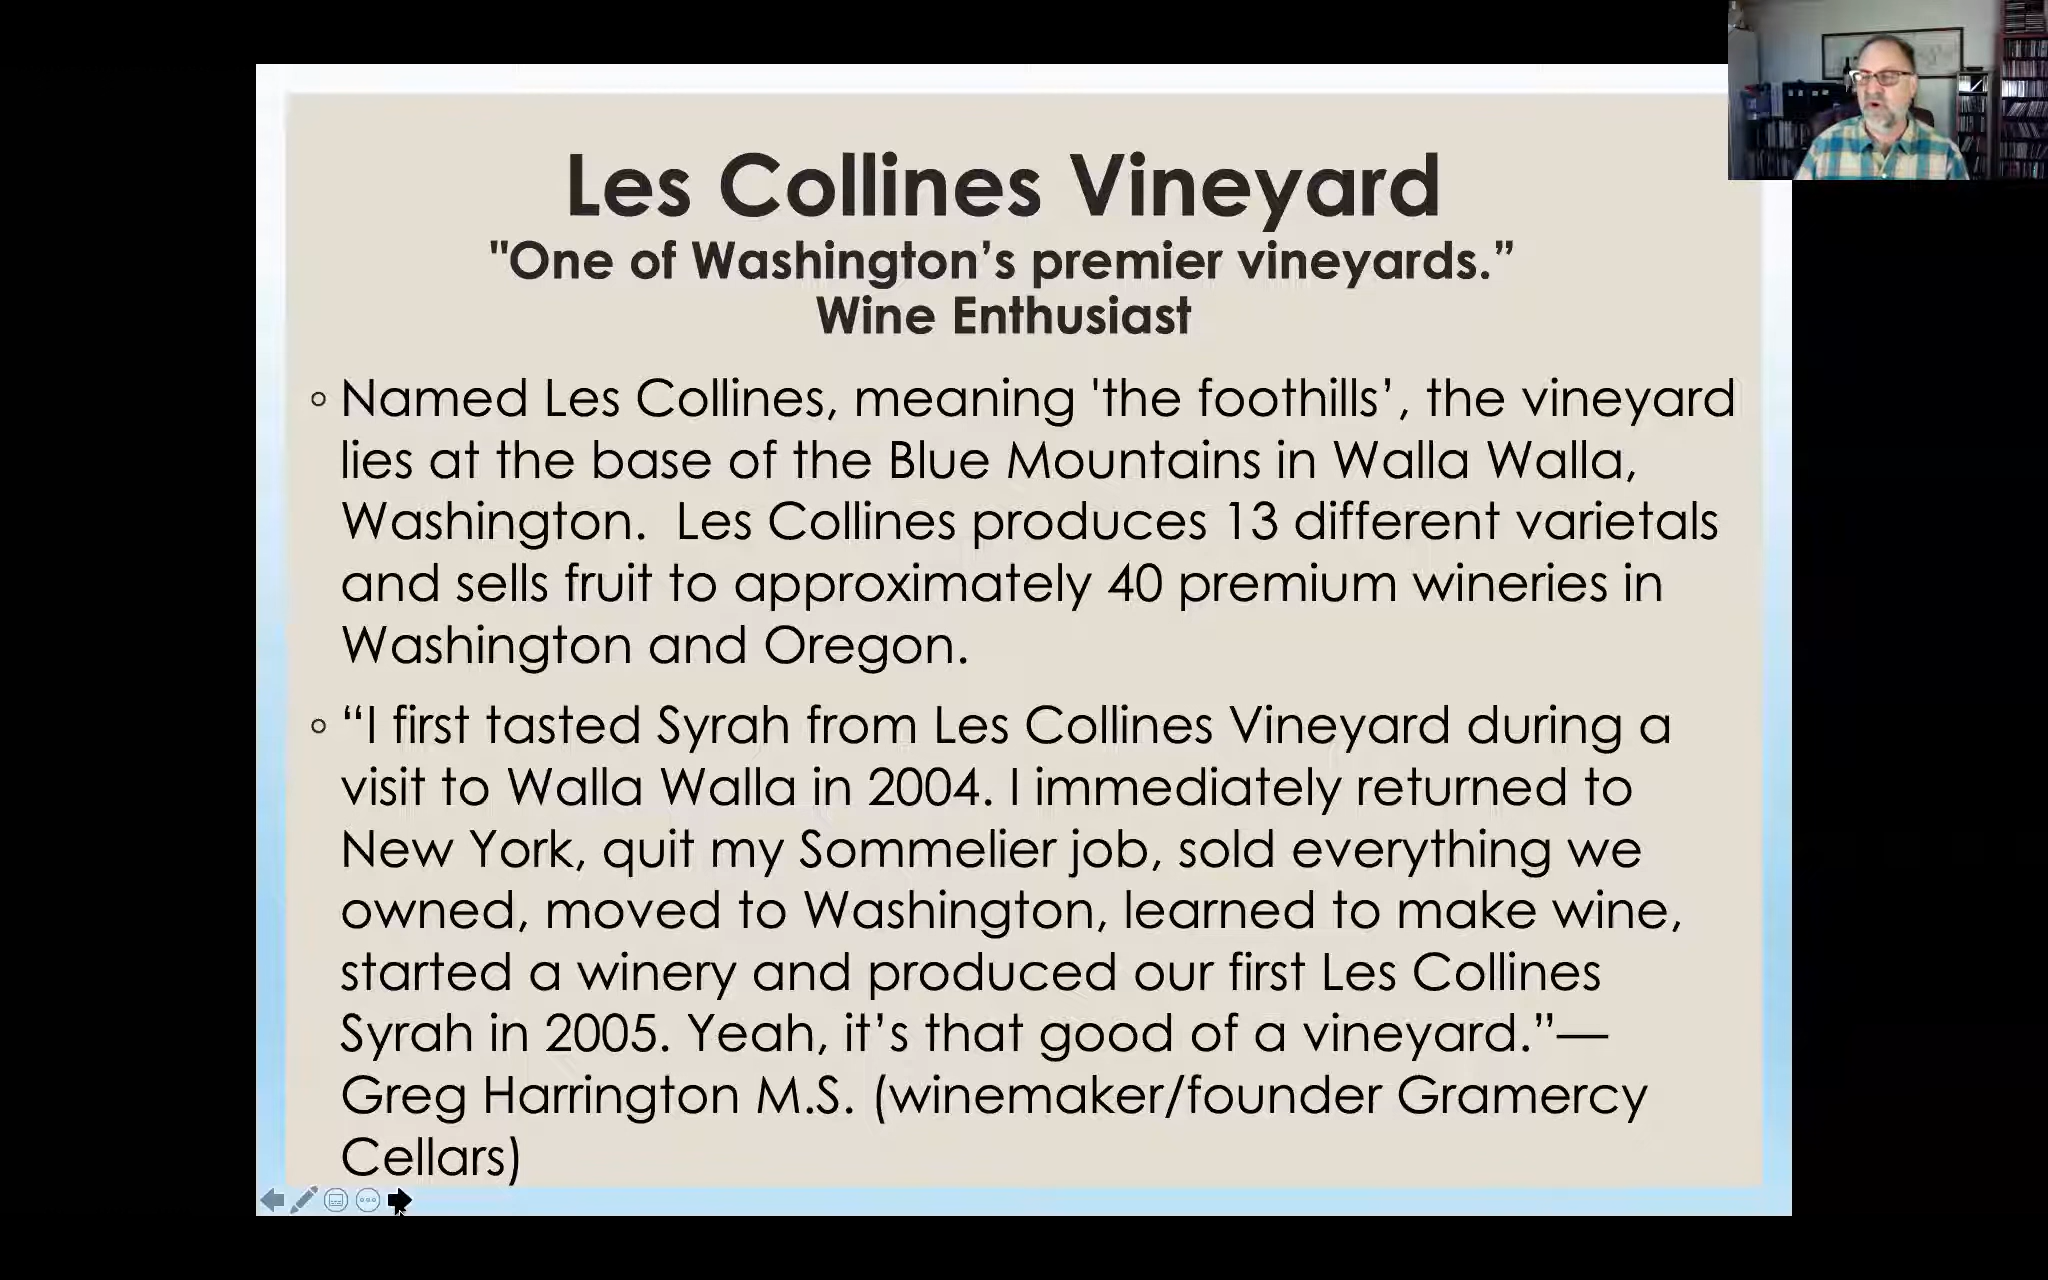 Les Collines Vineyard
"One of Washington’s premier vineyards.”
Wine Enthusiast
◦ Named Les Collines, meaning 'the foothills’, the vineyard
lies at the base of the Blue Mountains in Walla Walla,
Washington.  Les Collines produces 13 different varietals
and sells fruit to approximately 40 premium wineries in
Washington and Oregon.
◦ “I first tasted Syrah from Les Collines Vineyard during a
visit to Walla Walla in 2004. I immediately returned to
New York, quit my Sommelier job, sold everything we
owned, moved to Washington, learned to make wine,
started a winery and produced our first Les Collines
Syrah in 2005. Yeah, it’s that good of a vineyard.”—
Greg Harrington M.S. (winemaker/founder Gramercy
Cellars)